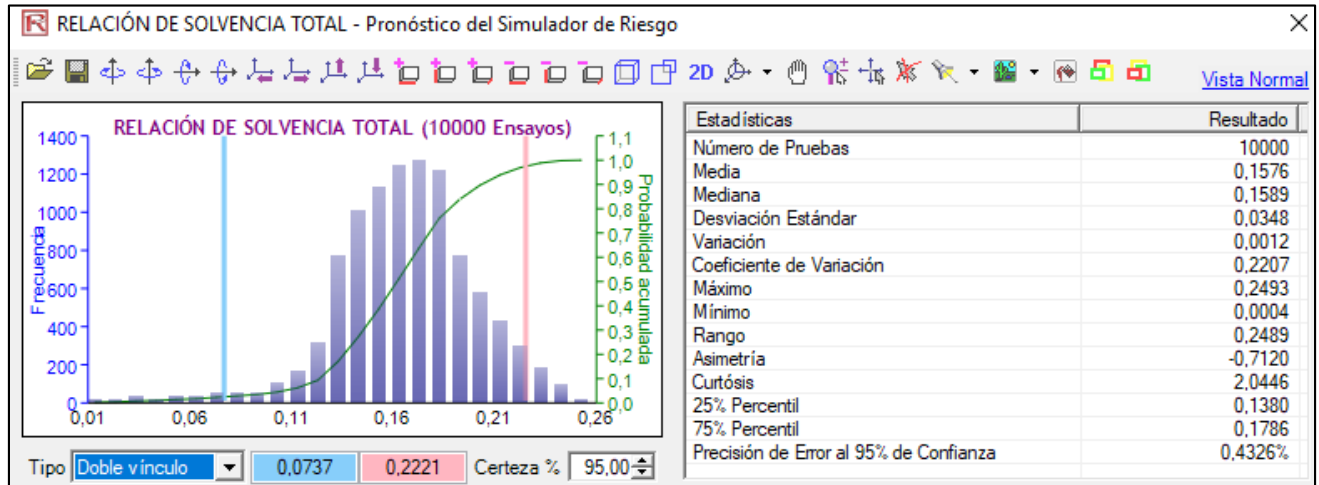 RELACIÓN DE SOLVENCIA TOTAL - Pronóstico del Simulador de Riesgo
2D
Vista Normal
RELACIÓN DE SOLVENCIA TOTAL (10000 Ensayos)
1400
1200
1000
800
600
400
200
0
Frecuencia
1,1
1,0
0,9
0,8
0,7
0,6
0,5
0,4
0,3
0,2
0,1
0,0
Probabilidad acumulada
0,01 0,06 0,11 0,16 0,21 0,26
Tipo Doble vínculo 0,0737 0,2221 Certeza % 95,00
Estadísticas Resultado
Número de Pruebas 10000
Media 0,1576
Mediana 0,1589
Desviación Estándar 0,0348
Variación 0,0012
Coeficiente de Variación 0,2207
Máximo 0,2493
Mínimo 0,0004
Rango 0,2489
Asimetría -0,7120
Curtósis 2,0446
25% Percentil 0,1380
75% Percentil 0,1786
Precisión de Error al 95% de Confianza 0,4326%